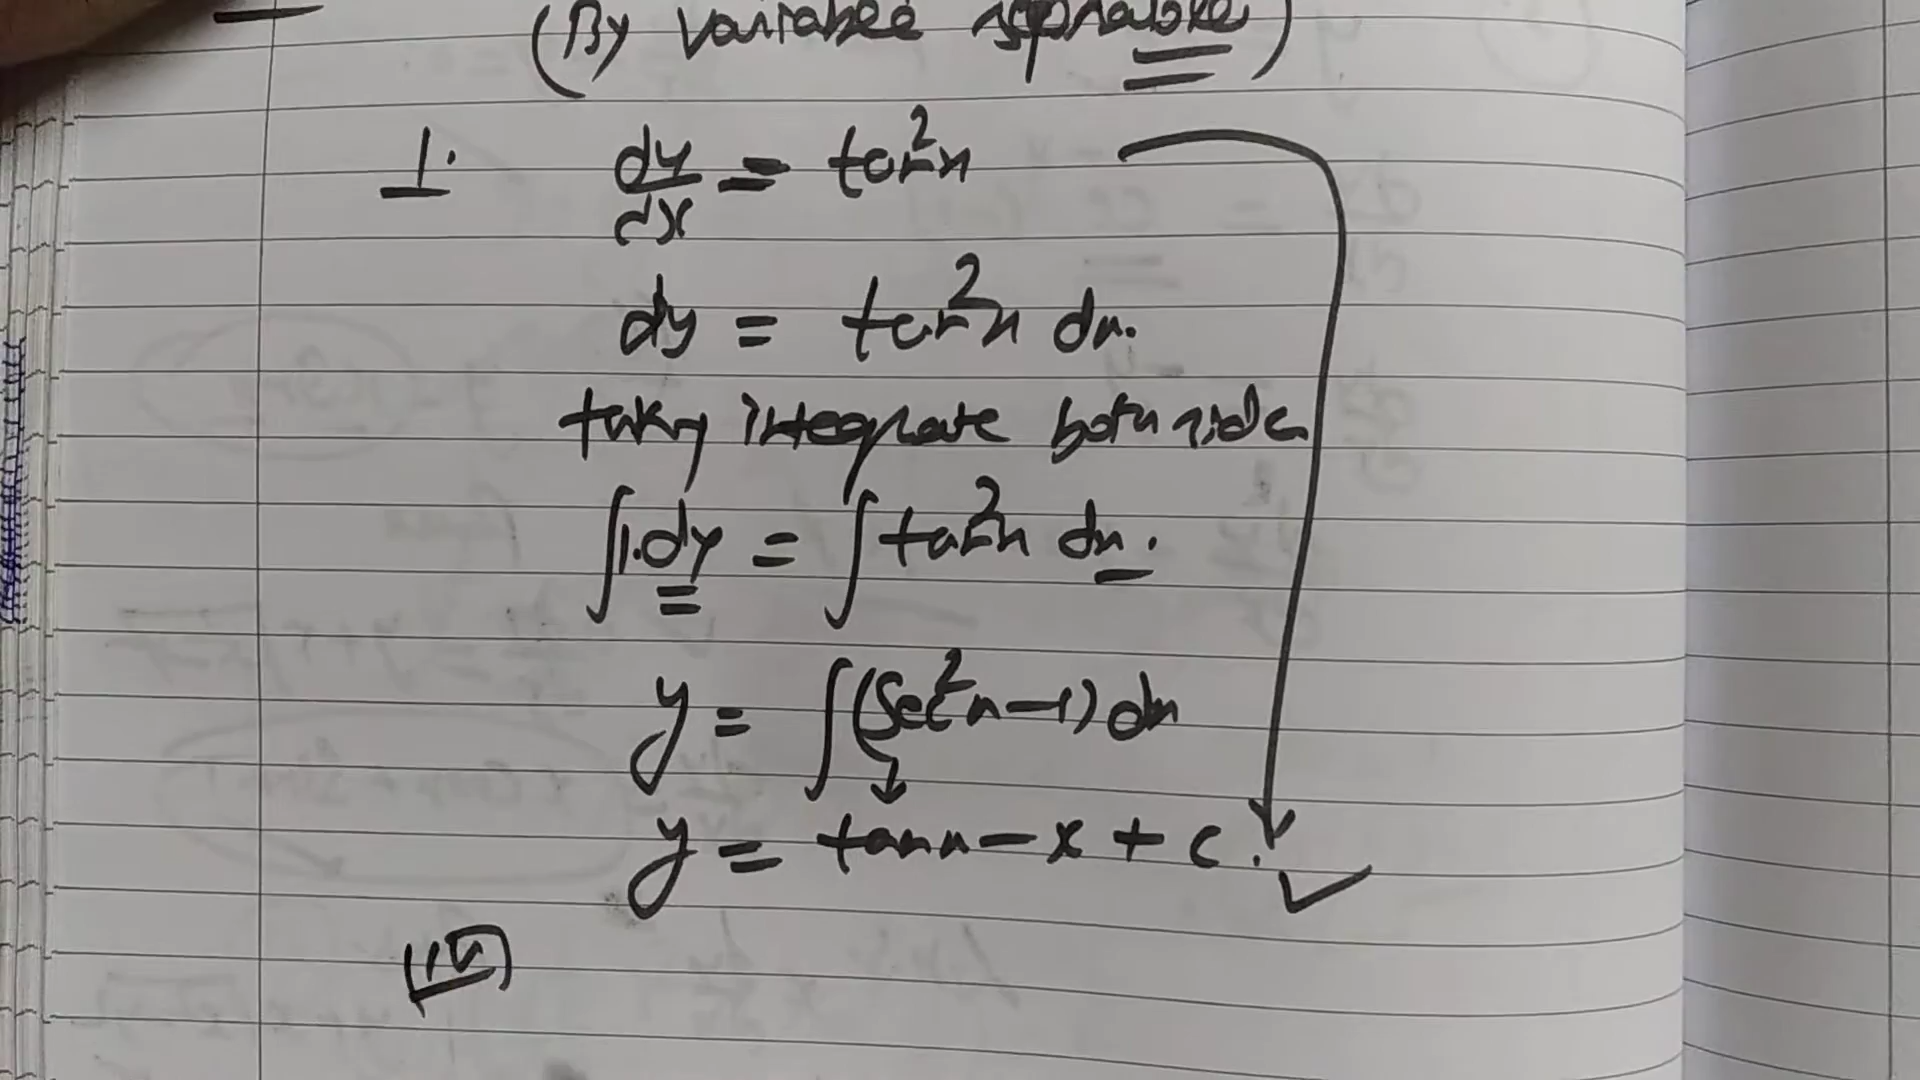 (By variable separable)
1. dy/dx = tan²x
dy = tan²x dx.
taking integrate both side
∫1.dy = ∫tan²x dx.
y = ∫(Sec²x-1)dx
y = tanx - x + c.
(iv)